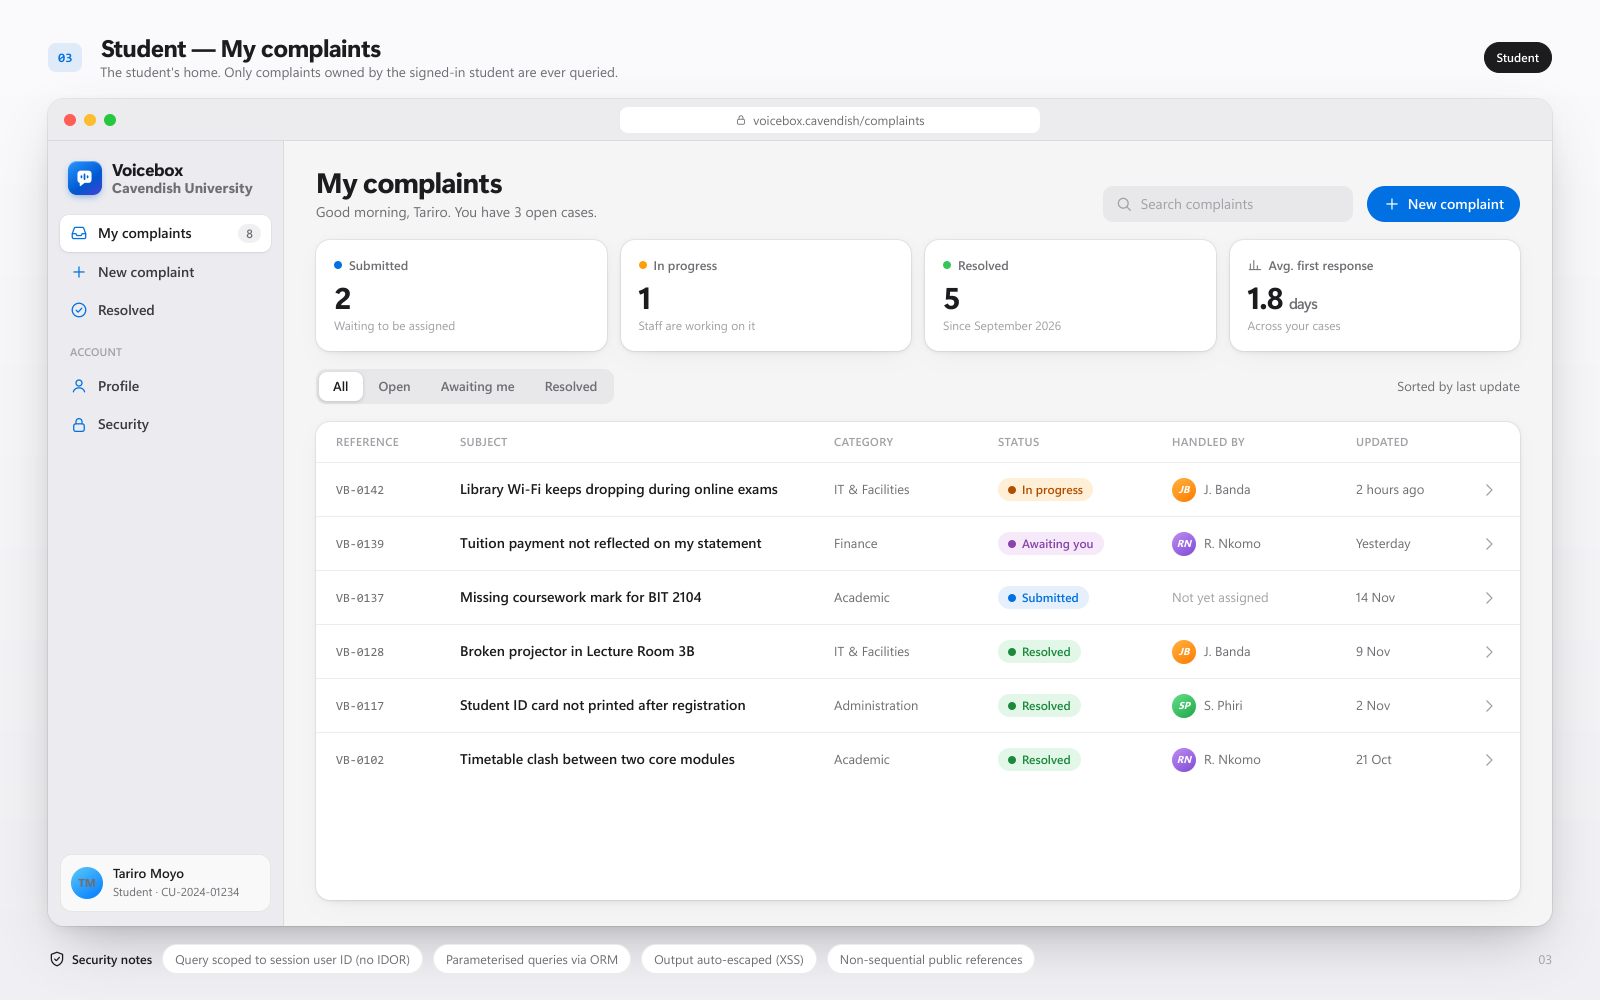 03
Student — My complaints
The student's home. Only complaints owned by the signed-in student are ever queried.
Student
voicebox.cavendish/complaints
Voicebox
Cavendish University
My complaints 8
New complaint
Resolved
ACCOUNT
Profile
Security
Tariro Moyo
TM
Student · CU-2024-01234
My complaints
Good morning, Tariro. You have 3 open cases.
Search complaints
New complaint
Submitted
2
Waiting to be assigned
In progress
1
Staff are working on it
Resolved
5
Since September 2026
Avg. first response
1.8 days
Across your cases
All Open Awaiting me Resolved
Sorted by last update
REFERENCE SUBJECT CATEGORY STATUS HANDLED BY UPDATED
VB-0142 Library Wi-Fi keeps dropping during online exams IT & Facilities In progress JB J. Banda 2 hours ago
VB-0139 Tuition payment not reflected on my statement Finance Awaiting you RN R. Nkomo Yesterday
VB-0137 Missing coursework mark for BIT 2104 Academic Submitted Not yet assigned 14 Nov
VB-0128 Broken projector in Lecture Room 3B IT & Facilities Resolved JB J. Banda 9 Nov
VB-0117 Student ID card not printed after registration Administration Resolved SP S. Phiri 2 Nov
VB-0102 Timetable clash between two core modules Academic Resolved RN R. Nkomo 21 Oct
Security notes
Query scoped to session user ID (no IDOR)
Parameterised queries via ORM
Output auto-escaped (XSS)
Non-sequential public references
03